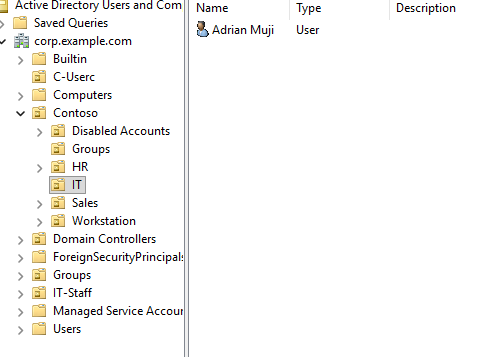 Active Directory Users and Com
Name Type Description
Saved Queries
Adrian Muji User
corp.example.com
Builtin
C-Userc
Computers
Contoso
Disabled Accounts
Groups
HR
IT
Sales
Workstation
Domain Controllers
ForeignSecurityPrincipals
Groups
IT-Staff
Managed Service Accour
Users